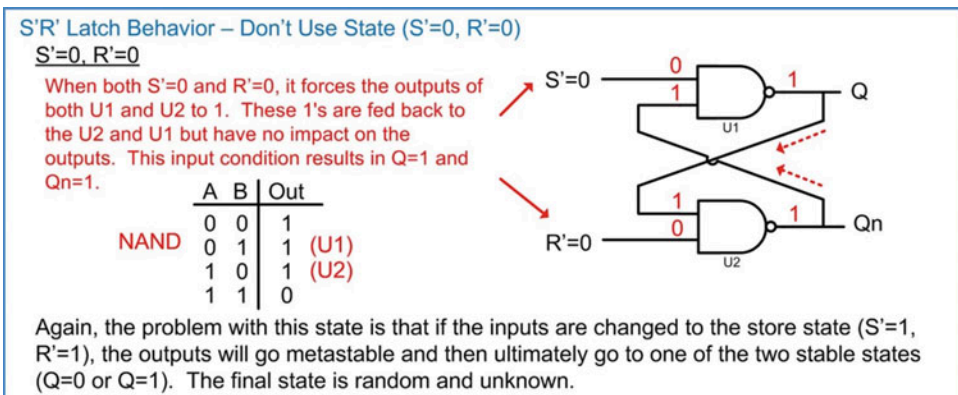 S'R' Latch Behavior – Don't Use State (S'=0, R'=0)
S'=0, R'=0
When both S'=0 and R'=0, it forces the outputs of
both U1 and U2 to 1. These 1's are fed back to
the U2 and U1 but have no impact on the
outputs. This input condition results in Q=1 and
Qn=1.
A B Out
0 0 1
NAND 0 1 1 (U1)
1 0 1 (U2)
1 1 0
S'=0 0 1 Q
1
U1
1
R'=0 0 1 Qn
U2
Again, the problem with this state is that if the inputs are changed to the store state (S'=1,
R'=1), the outputs will go metastable and then ultimately go to one of the two stable states
(Q=0 or Q=1). The final state is random and unknown.